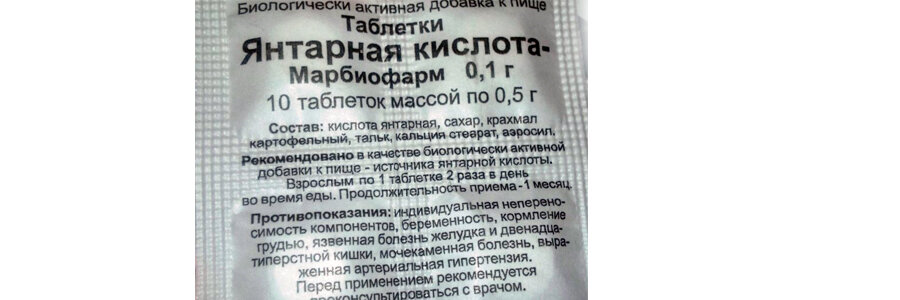 Биологически активная добавка к пище
Таблетки
Янтарная кислота-
Марбиофарм 0,1 г
10 таблеток массой по 0,5 г
Состав: кислота янтарная, сахар, крахмал
картофельный, тальк, кальция стеарат, аэросил.
Рекомендовано в качестве биологически активной
добавки к пище - источника янтарной кислоты.
Взрослым по 1 таблетке 2 раза в день
во время еды. Продолжительность приема -1 месяц.
Противопоказания: индивидуальная неперено-
симость компонентов, беременность, кормление
грудью, язвенная болезнь желудка и двенадца-
типерстной кишки, мочекаменная болезнь, выра-
женная артериальная гипертензия.
Перед применением рекомендуется
проконсультироваться с врачом.